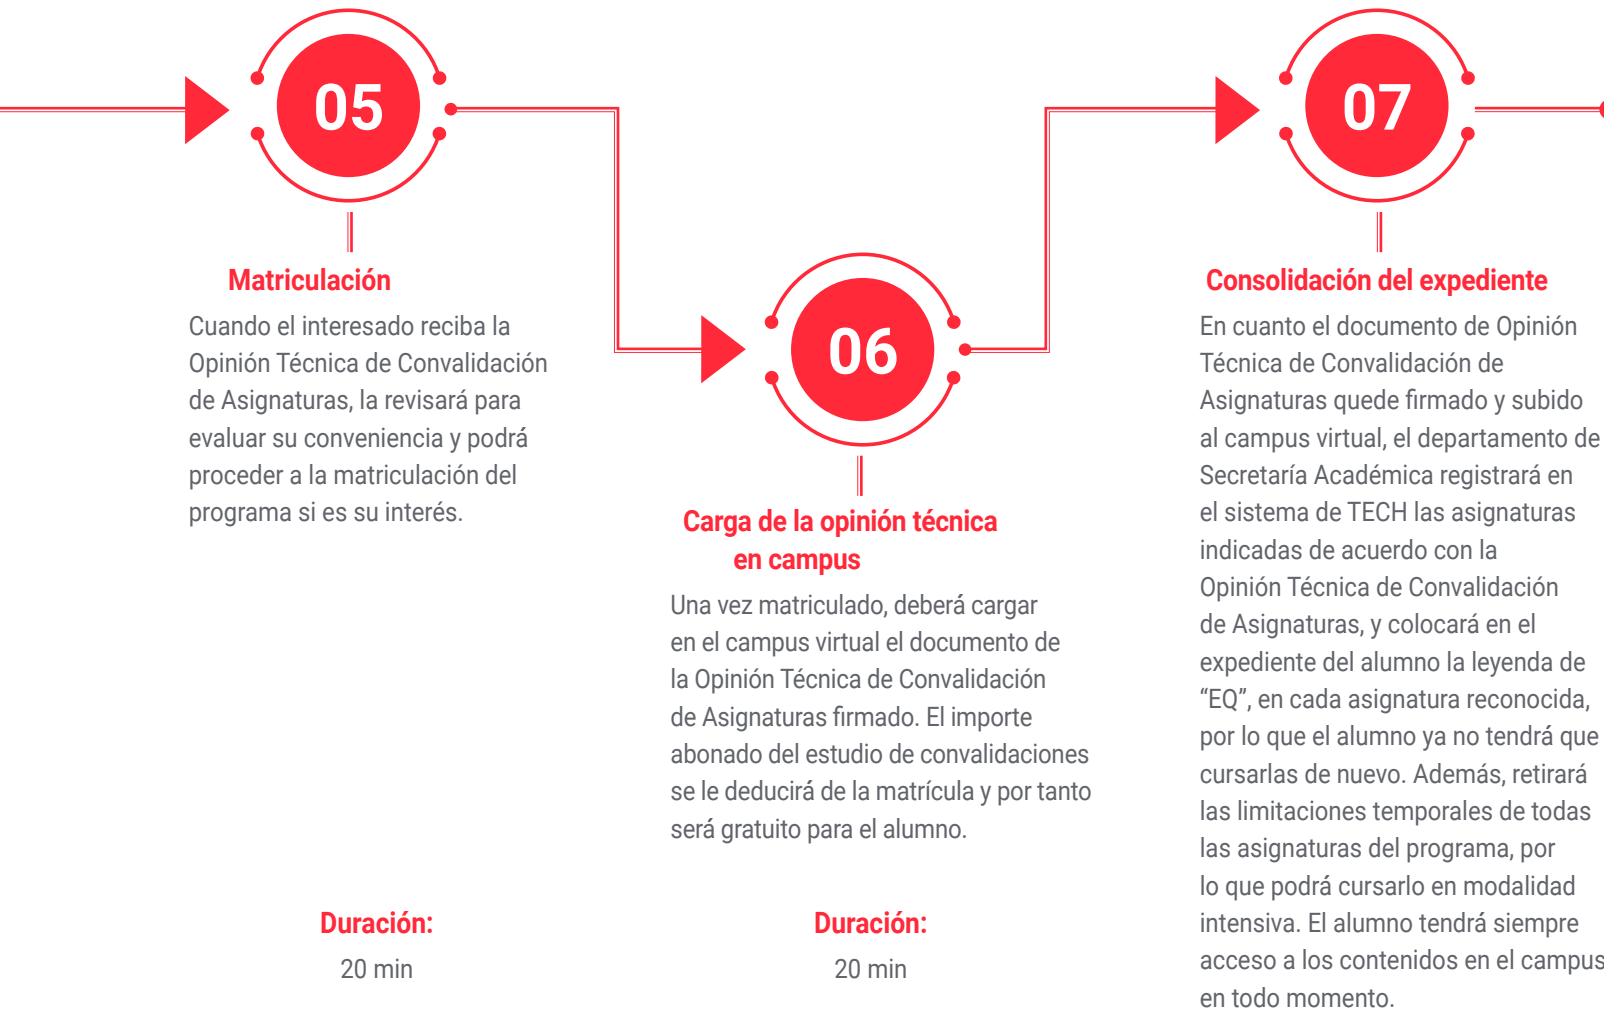 05
Matriculación
Cuando el interesado reciba la
Opinión Técnica de Convalidación
de Asignaturas, la revisará para
evaluar su conveniencia y podrá
proceder a la matriculación del
programa si es su interés.
Duración:
20 min
06
Carga de la opinión técnica
en campus
Una vez matriculado, deberá cargar
en el campus virtual el documento de
la Opinión Técnica de Convalidación
de Asignaturas firmado. El importe
abonado del estudio de convalidaciones
se le deducirá de la matrícula y por tanto
será gratuito para el alumno.
Duración:
20 min
07
Consolidación del expediente
En cuanto el documento de Opinión
Técnica de Convalidación de
Asignaturas quede firmado y subido
al campus virtual, el departamento de
Secretaría Académica registrará en
el sistema de TECH las asignaturas
indicadas de acuerdo con la
Opinión Técnica de Convalidación
de Asignaturas, y colocará en el
expediente del alumno la leyenda de
“EQ”, en cada asignatura reconocida,
por lo que el alumno ya no tendrá que
cursarlas de nuevo. Además, retirará
las limitaciones temporales de todas
las asignaturas del programa, por
lo que podrá cursarlo en modalidad
intensiva. El alumno tendrá siempre
acceso a los contenidos en el campus
en todo momento.